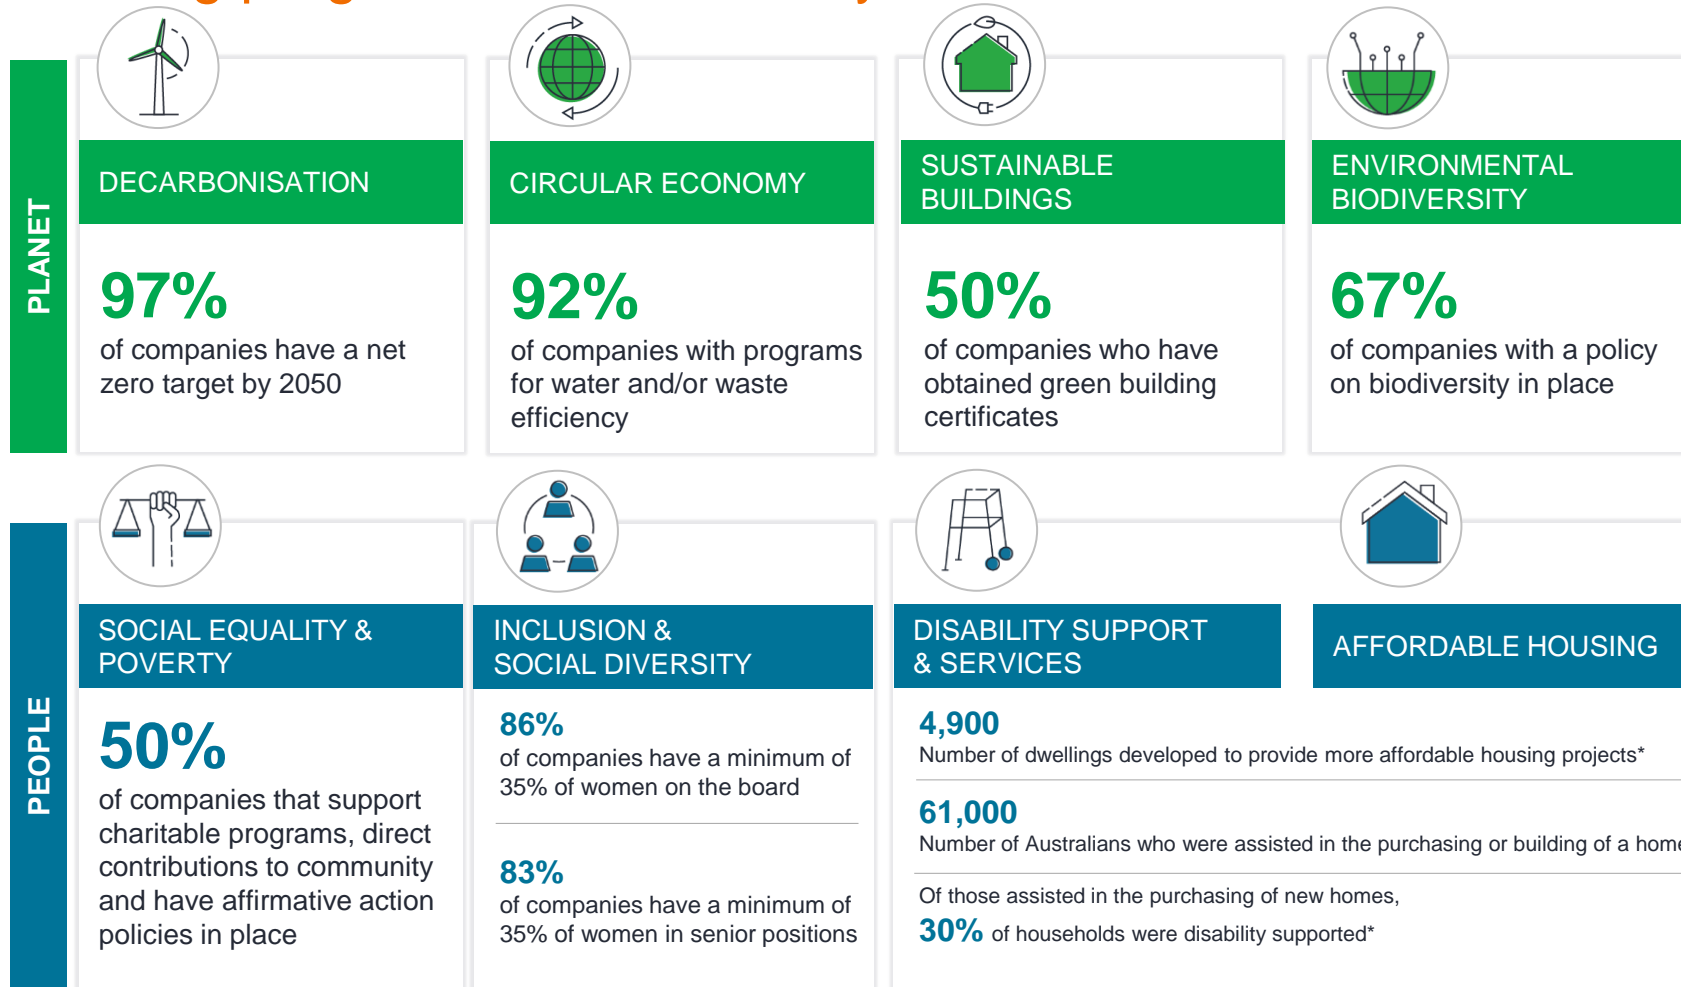 PLANET
DECARBONISATION
97%
of companies have a net
zero target by 2050
CIRCULAR ECONOMY
92%
of companies with programs
for water and/or waste
efficiency
SUSTAINABLE
BUILDINGS
50%
of companies who have
obtained green building
certificates
ENVIRONMENTAL
BIODIVERSITY
67%
of companies with a policy
on biodiversity in place
PEOPLE
SOCIAL EQUALITY &
POVERTY
50%
of companies that support
charitable programs, direct
contributions to community
and have affirmative action
policies in place
INCLUSION &
SOCIAL DIVERSITY
86%
of companies have a minimum of
35% of women on the board
83%
of companies have a minimum of
35% of women in senior positions
DISABILITY SUPPORT
& SERVICES
AFFORDABLE HOUSING
4,900
Number of dwellings developed to provide more affordable housing projects*
61,000
Number of Australians who were assisted in the purchasing or building of a home
Of those assisted in the purchasing of new homes,
30% of households were disability supported*